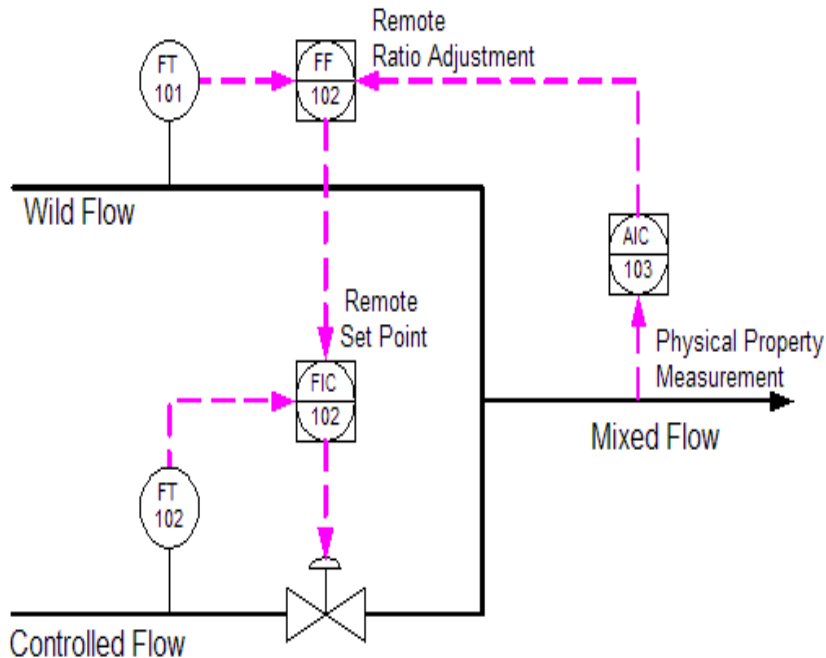 Remote
Ratio Adjustment
FT
101
FF
102
Wild Flow
AIC
103
Remote
Set Point
Physical Property
Measurement
FIC
102
Mixed Flow
FT
102
Controlled Flow